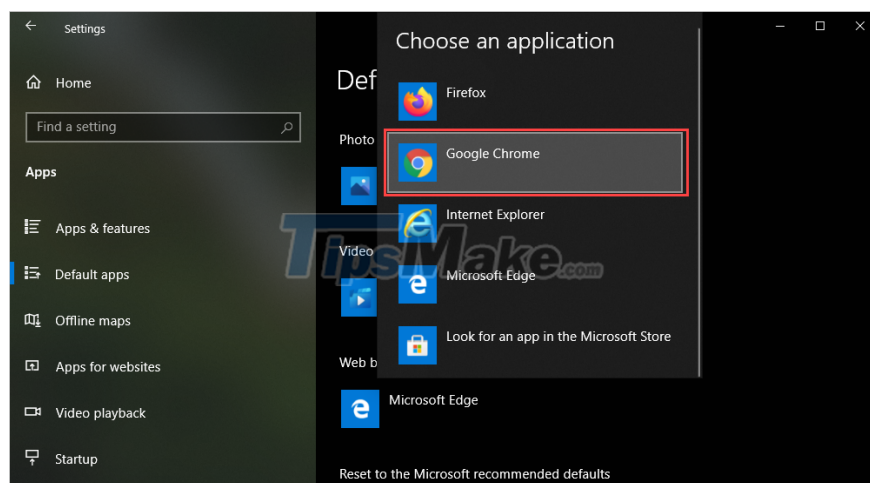 Settings
Home
Find a setting
Apps
Apps & features
Default apps
Offline maps
Apps for websites
Video playback
Startup
Def
Photo
Video
Web b
Microsoft Edge
Reset to the Microsoft recommended defaults
Choose an application
Firefox
Google Chrome
Internet Explorer
Microsoft Edge
Look for an app in the Microsoft Store
TipsMake.com